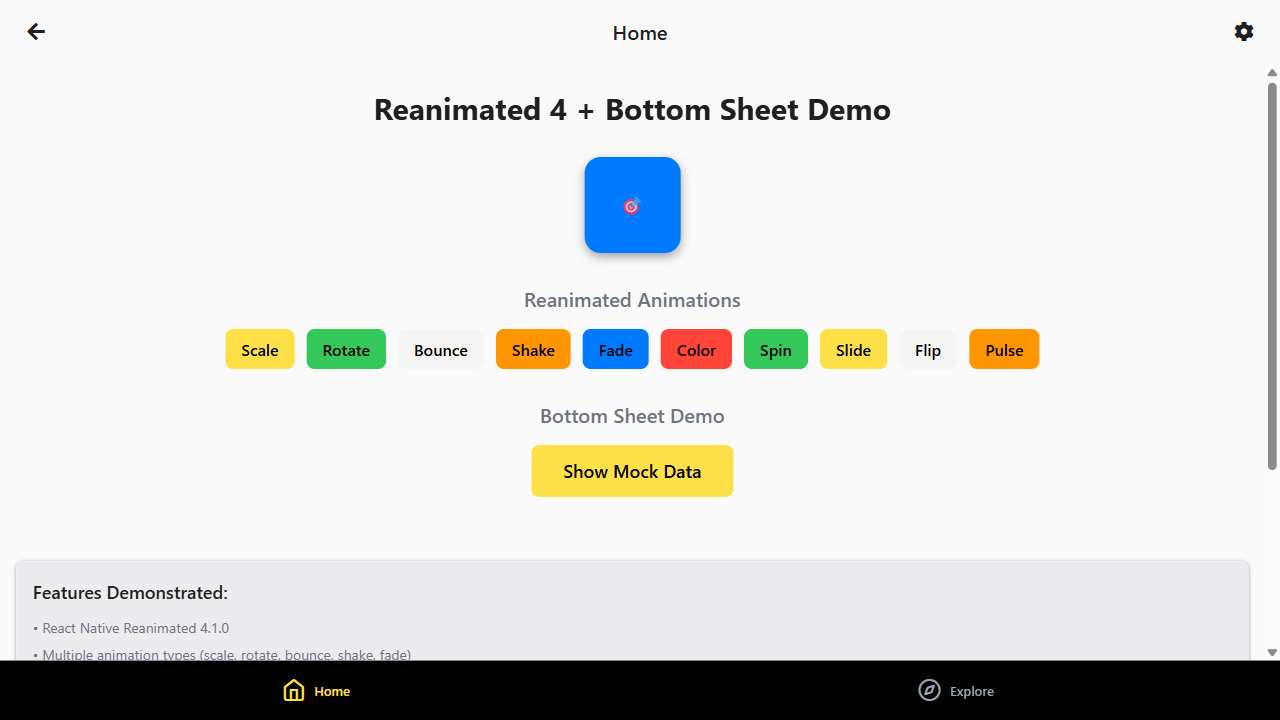 Home
Reanimated 4 + Bottom Sheet Demo
Reanimated Animations
Scale Rotate Bounce Shake Fade Color Spin Slide Flip Pulse
Bottom Sheet Demo
Show Mock Data
Features Demonstrated:
• React Native Reanimated 4.1.0
• Multiple animation types (scale, rotate, bounce, shake, fade)
Home Explore